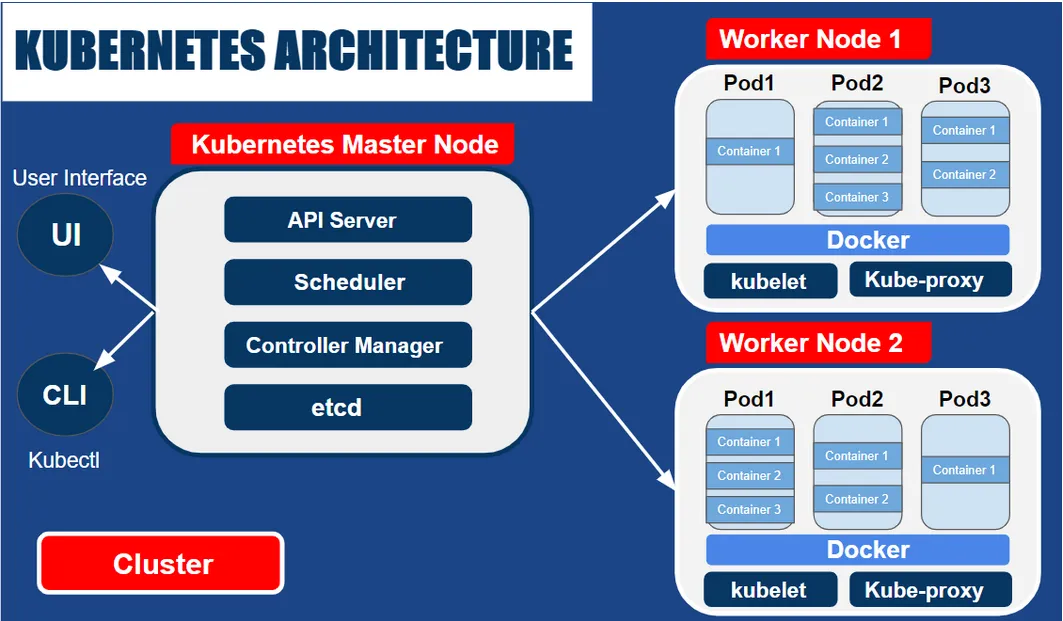 KUBERNETES ARCHITECTURE
Kubernetes Master Node
User Interface
UI
CLI
Kubectl
API Server
Scheduler
Controller Manager
etcd
Cluster
Worker Node 1
Pod1
Container 1
Pod2
Container 1
Container 2
Container 3
Pod3
Container 1
Container 2
Docker
kubelet
Kube-proxy
Worker Node 2
Pod1
Container 1
Container 2
Container 3
Pod2
Container 1
Container 2
Pod3
Container 1
Docker
kubelet
Kube-proxy